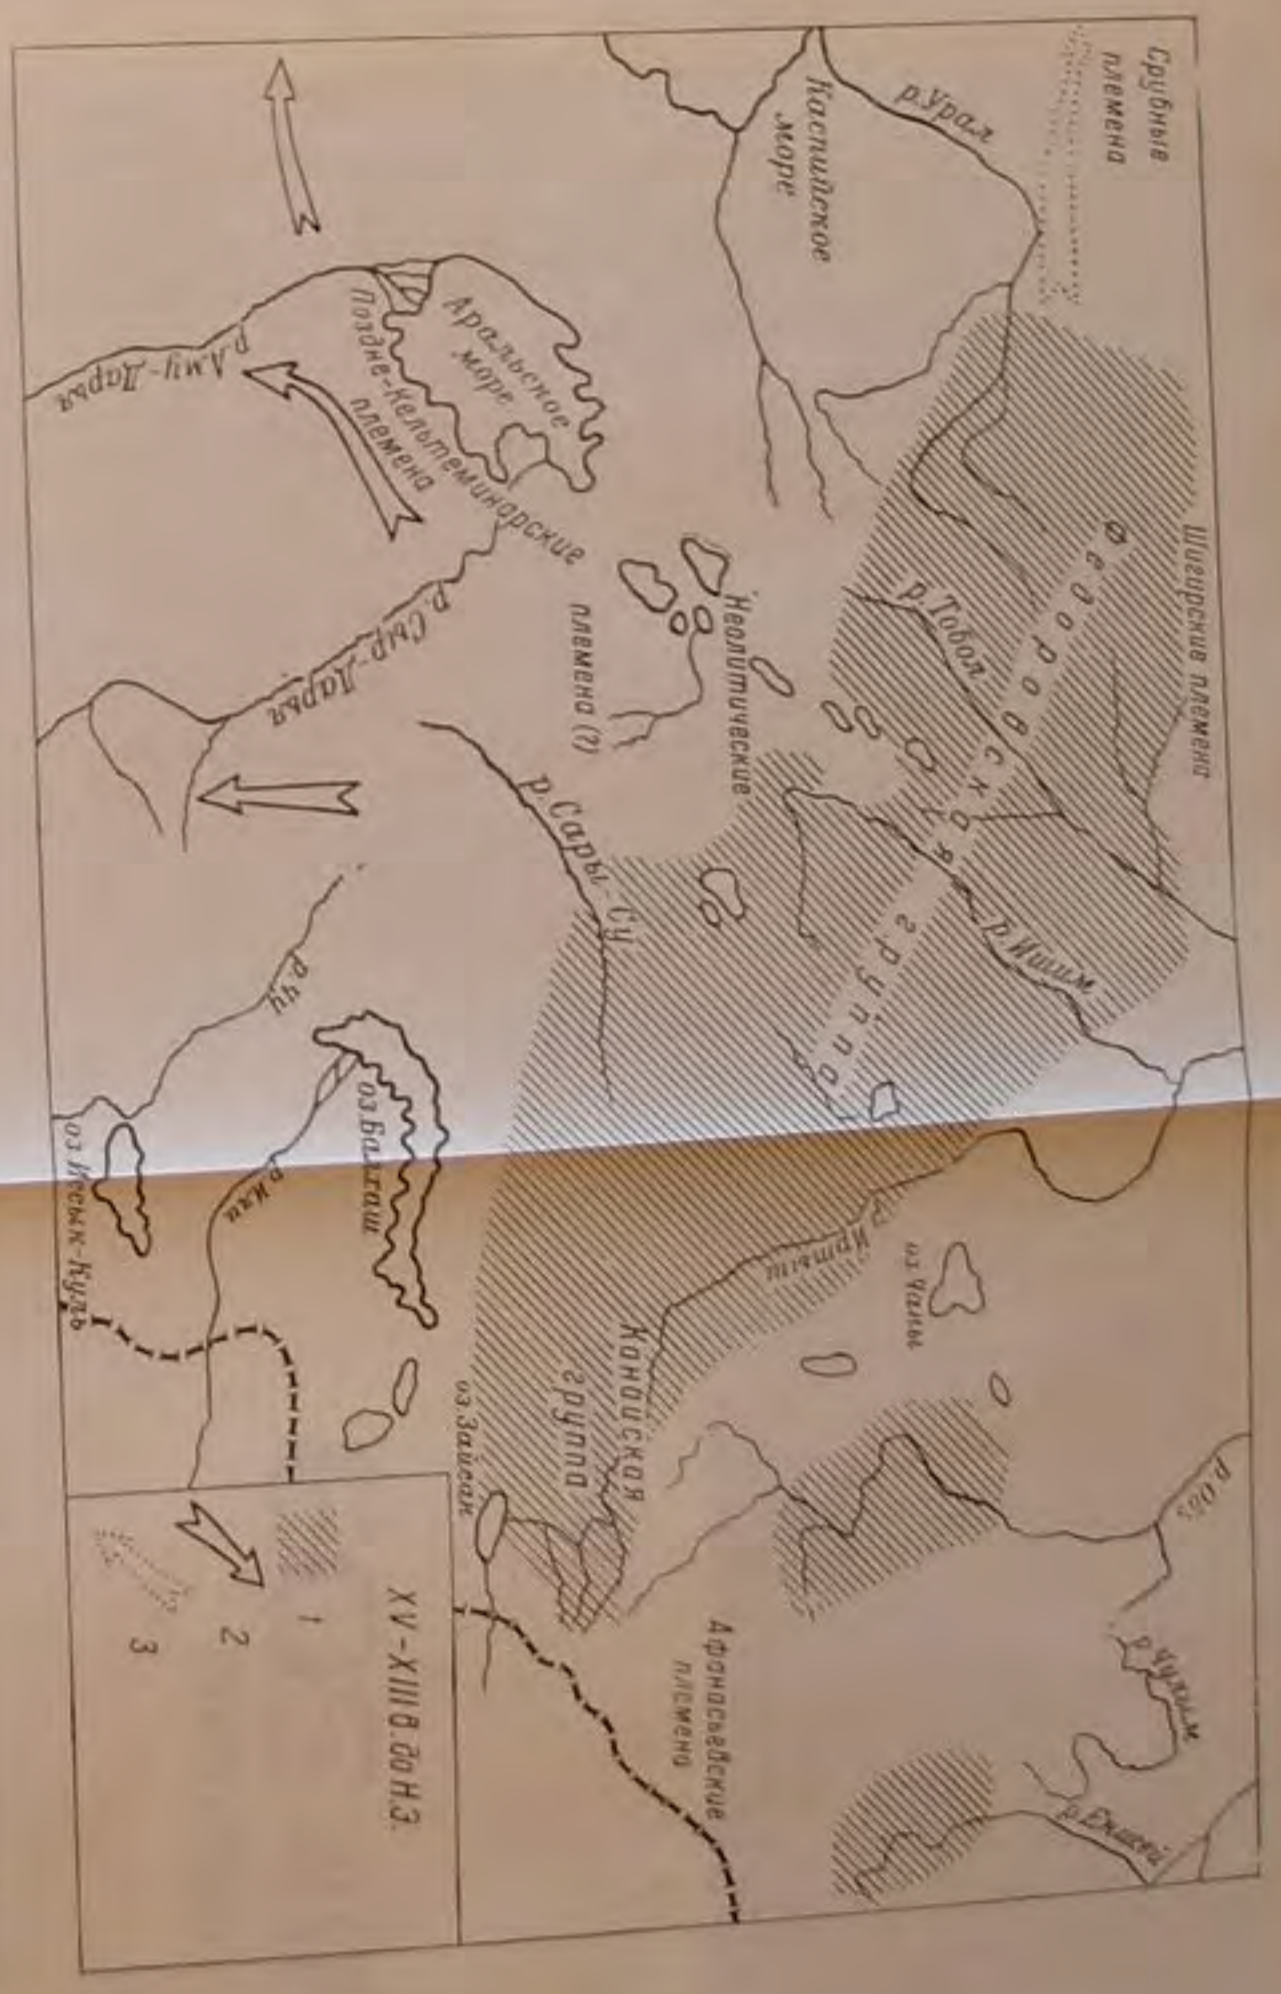 Срубные
племена
р. Урал
Каспийское
море
Шигирские племена
Федоровская группа
р. Тобол
р. Ишим
Аральское
море
Поздне-Кельтеминарские
племена
р. Аму-Дарья
Неолитические
племена (?)
р. Сыр-Дарья
р. Сары-Су
р. Чу
оз. Балхаш
р. Или
оз. Иссык-Куль
р. Иртыш
оз. Чаны
Канайская
группа
оз. Зайсан
р. Обь
р. Чулым
р. Енисей
Афанасьевские
племена
XV-XIII в. до н.э.
1
2
3